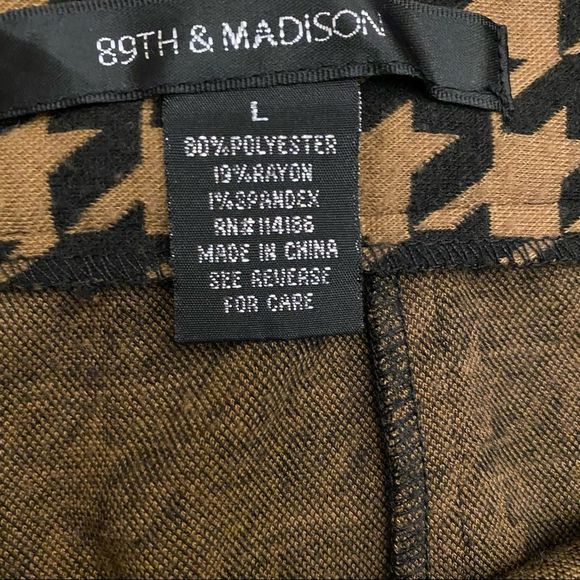 89TH & MADISON
L
80% POLYESTER
19% RAYON
1% SPANDEX
RN# 114186
MADE IN CHINA
SEE REVERSE
FOR CARE